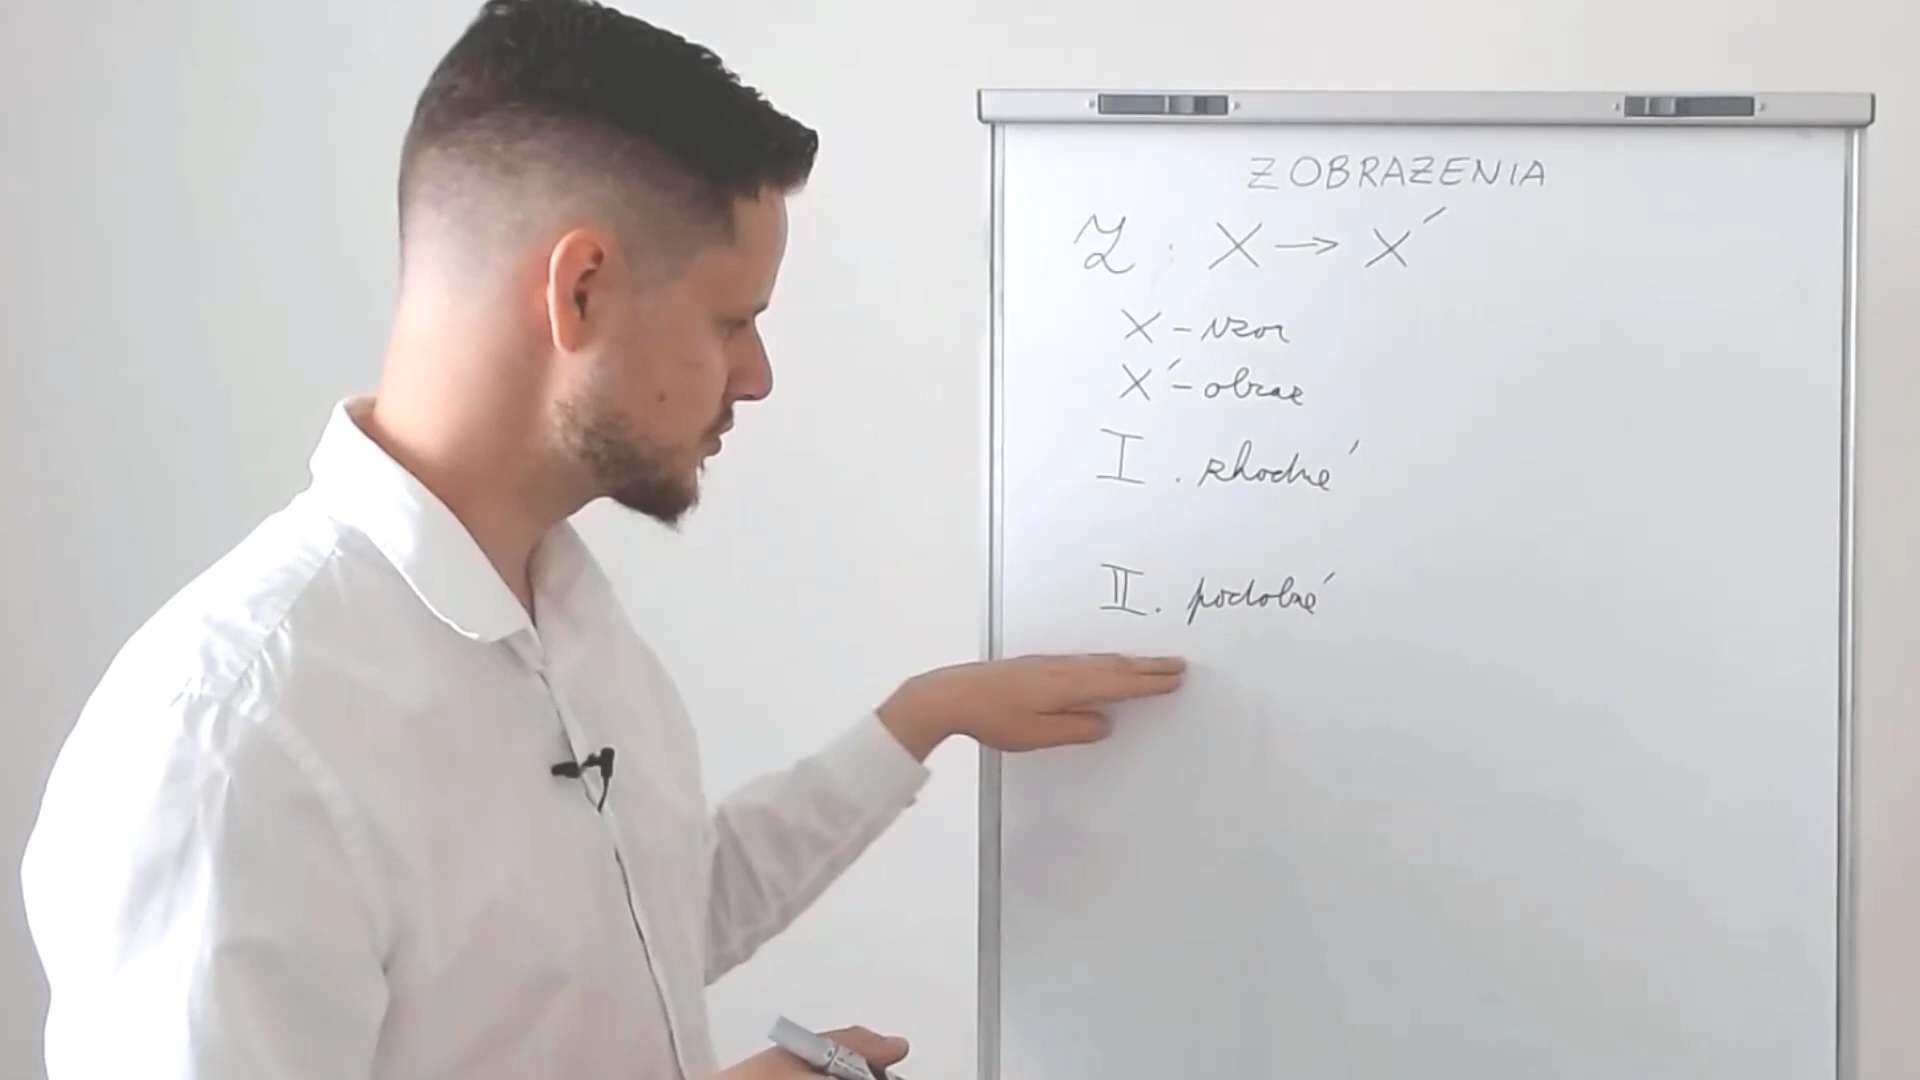 ZOBRAZENIA
Z : X → X'
X - vzor
X' - obraz
I. zhodné
II. podobné